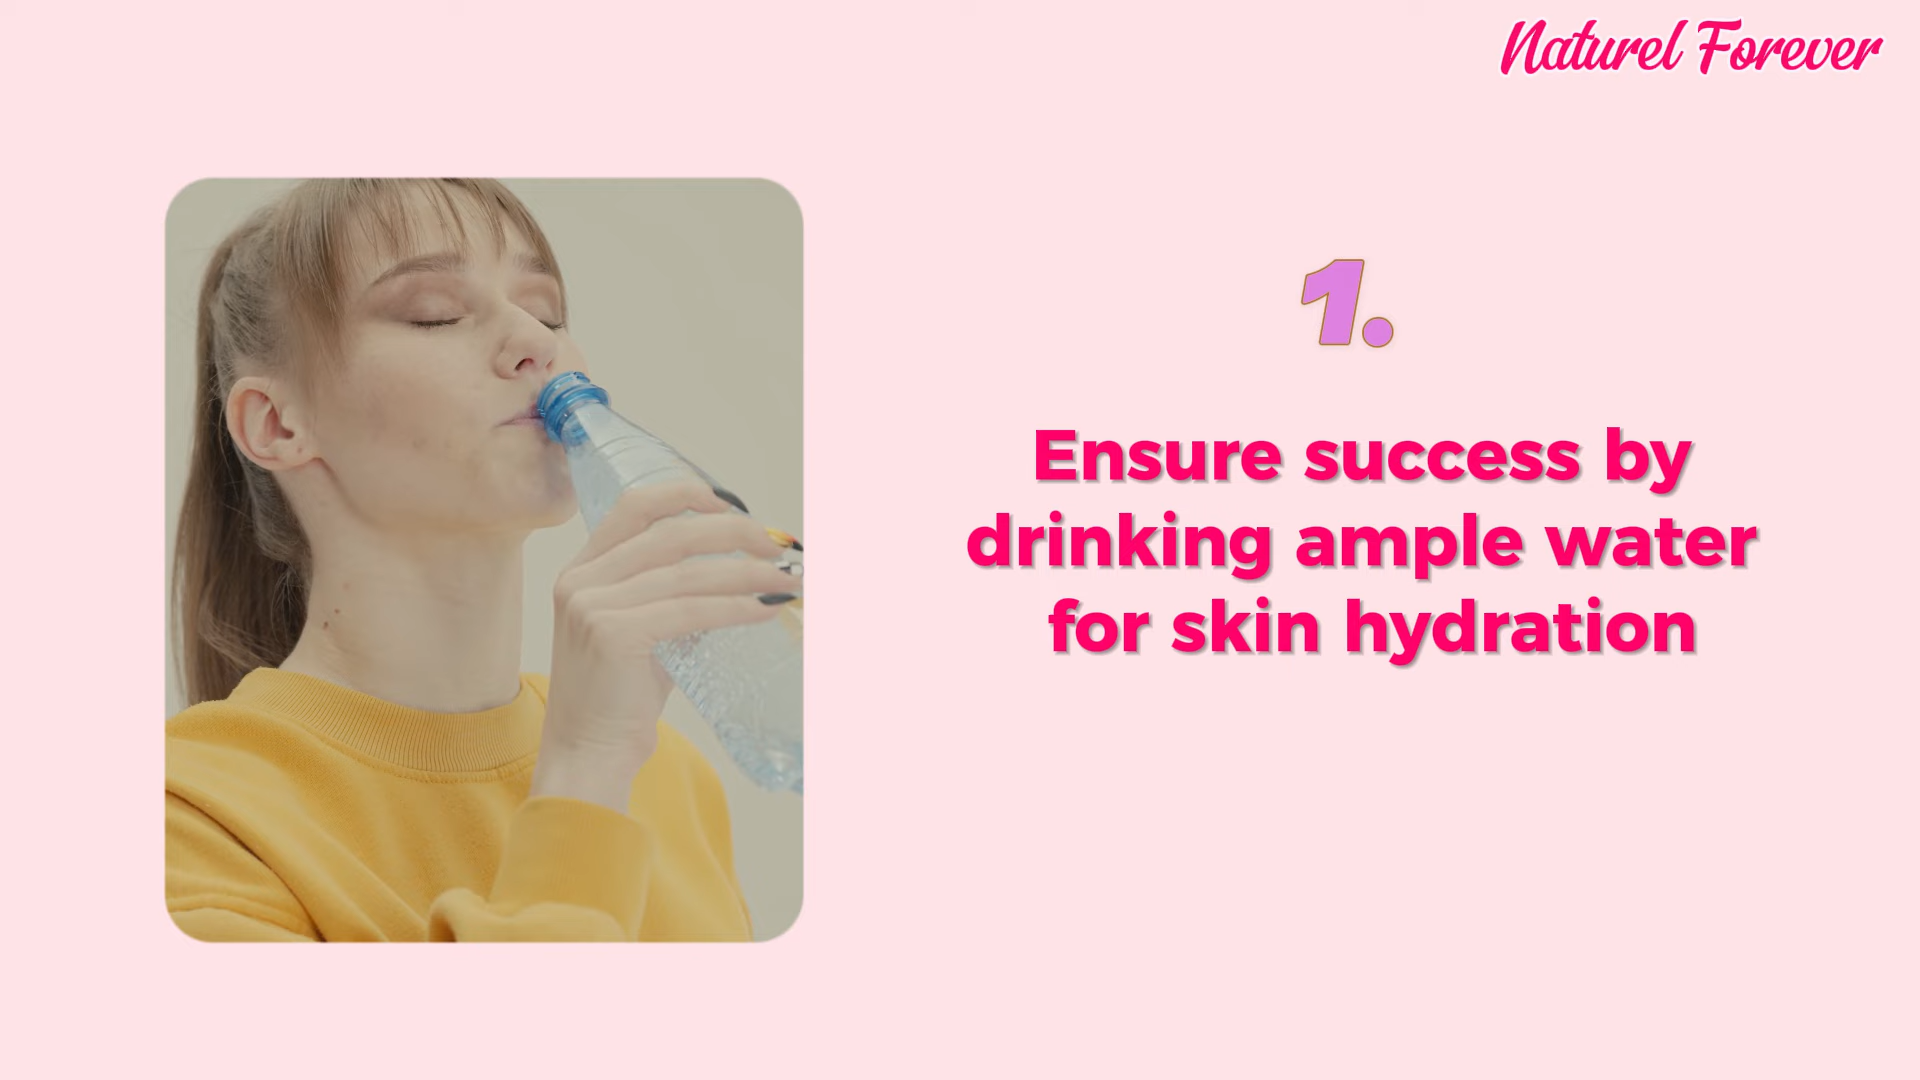 Naturel Forever
1.
Ensure success by
drinking ample water
for skin hydration